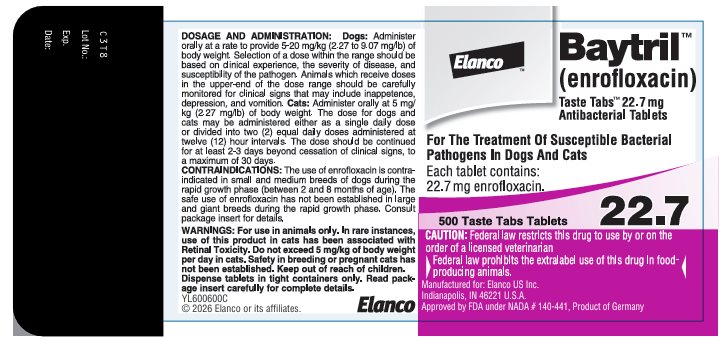 C 3 T 8
Lot No.:
Exp.
Date:
DOSAGE AND ADMINISTRATION: Dogs: Administer
orally at a rate to provide 5-20 mg/kg (2.27 to 9.07 mg/lb) of
body weight. Selection of a dose within the range should be
based on clinical experience, the severity of disease, and
susceptibility of the pathogen. Animals which receive doses
in the upper-end of the dose range should be carefully
monitored for clinical signs that may include inappetence,
depression, and vomition. Cats: Administer orally at 5 mg/
kg (2.27 mg/lb) of body weight. The dose for dogs and
cats may be administered either as a single daily dose
or divided into two (2) equal daily doses administered at
twelve (12) hour intervals. The dose should be continued
for at least 2-3 days beyond cessation of clinical signs, to
a maximum of 30 days.
CONTRAINDICATIONS: The use of enrofloxacin is contra-
indicated in small and medium breeds of dogs during the
rapid growth phase (between 2 and 8 months of age). The
safe use of enrofloxacin has not been established in large
and giant breeds during the rapid growth phase. Consult
package insert for details.
WARNINGS: For use in animals only. In rare instances,
use of this product in cats has been associated with
Retinal Toxicity. Do not exceed 5 mg/kg of body weight
per day in cats. Safety in breeding or pregnant cats has
not been established. Keep out of reach of children.
Dispense tablets in tight containers only. Read pack-
age insert carefully for complete details.
YL600600C
© 2026 Elanco or its affiliates.
Elanco
Elanco™
Baytril™
(enrofloxacin)
Taste Tabs™ 22.7 mg
Antibacterial Tablets
For The Treatment Of Susceptible Bacterial
Pathogens In Dogs And Cats
Each tablet contains:
22.7 mg enrofloxacin.
500 Taste Tabs Tablets
22.7
CAUTION: Federal law restricts this drug to use by or on the
order of a licensed veterinarian
Federal law prohibits the extralabel use of this drug in food-
producing animals.
Manufactured for: Elanco US Inc.
Indianapolis, IN 46221 U.S.A.
Approved by FDA under NADA # 140-441, Product of Germany